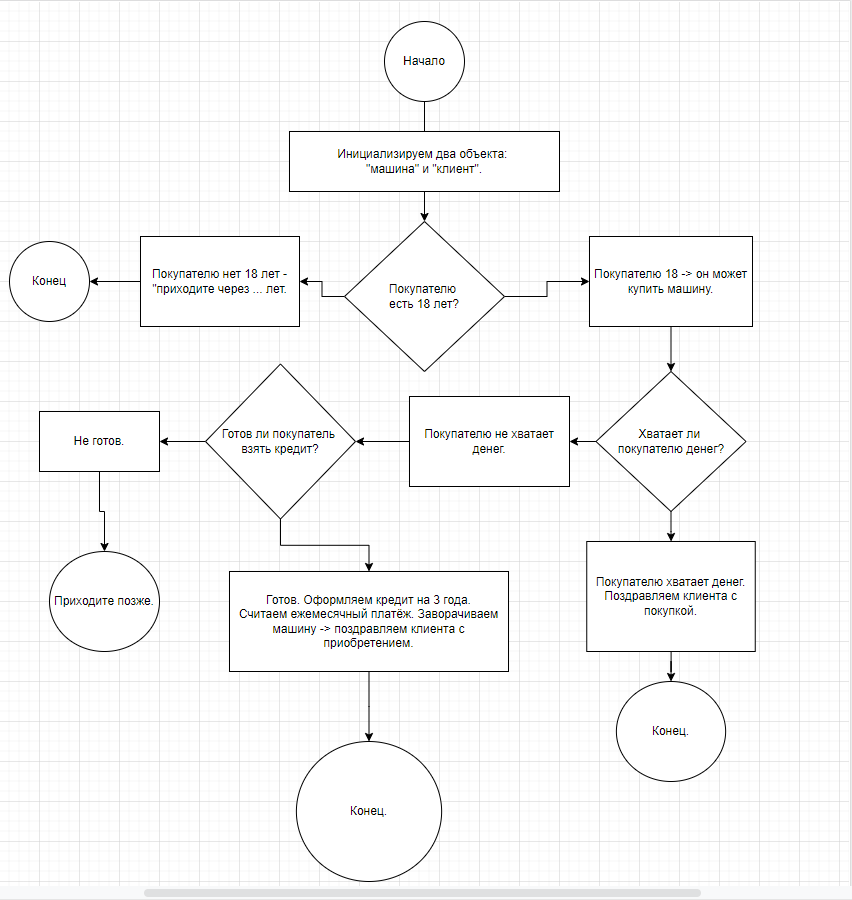 Начало
Инициализируем два объекта:
"машина" и "клиент".
Конец
Покупателю нет 18 лет -
"приходите через ... лет.
Покупателю
есть 18 лет?
Покупателю 18 -> он может
купить машину.
Не готов.
Готов ли покупатель
взять кредит?
Покупателю не хватает
денег.
Хватает ли
покупателю денег?
Приходите позже.
Готов. Оформляем кредит на 3 года.
Считаем ежемесячный платёж. Заворачиваем
машину -> поздравляем клиента с
приобретением.
Покупателю хватает денег.
Поздравляем клиента с
покупкой.
Конец.
Конец.